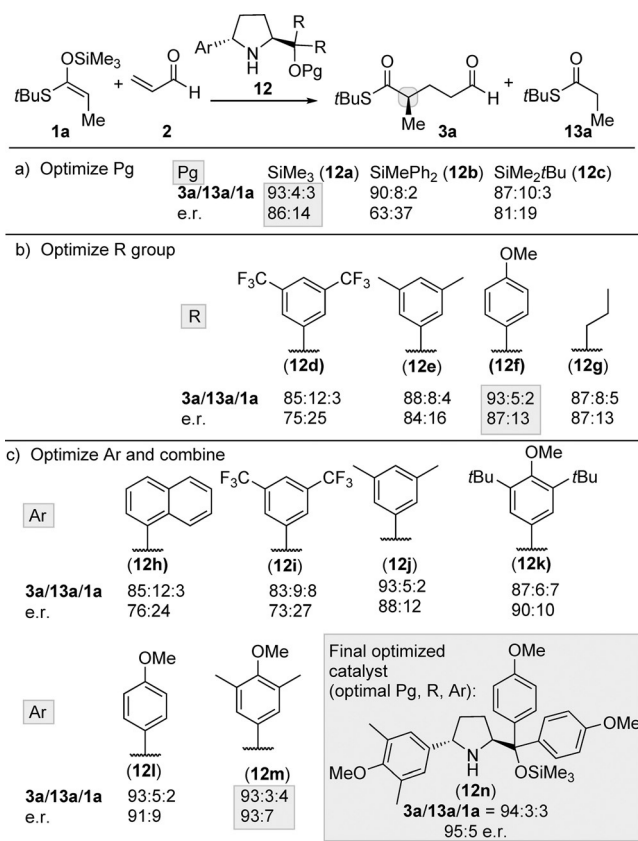 OSiMe3
tBuS
Me
1a
+
O
H
2
Ar
N
H
R
R
OPg
12
O
tBuS
Me
O
H
3a
+
O
tBuS
Me
13a
a) Optimize Pg
Pg SiMe3 (12a) SiMePh2 (12b) SiMe2tBu (12c)
3a/13a/1a 93:4:3 90:8:2 87:10:3
e.r. 86:14 63:37 81:19
b) Optimize R group
R
F3C CF3 OMe
(12d) (12e) (12f) (12g)
3a/13a/1a 85:12:3 88:8:4 93:5:2 87:8:5
e.r. 75:25 84:16 87:13 87:13
c) Optimize Ar and combine
Ar
F3C CF3 tBu OMe tBu
(12h) (12i) (12j) (12k)
3a/13a/1a 85:12:3 83:9:8 93:5:2 87:6:7
e.r. 76:24 73:27 88:12 90:10
Ar
OMe OMe
(12l) (12m)
3a/13a/1a 93:5:2 93:3:4
e.r. 91:9 93:7
Final optimized
catalyst
(optimal Pg, R, Ar):
OMe
OMe
MeO
N
H
OSiMe3
(12n)
3a/13a/1a = 94:3:3
95:5 e.r.